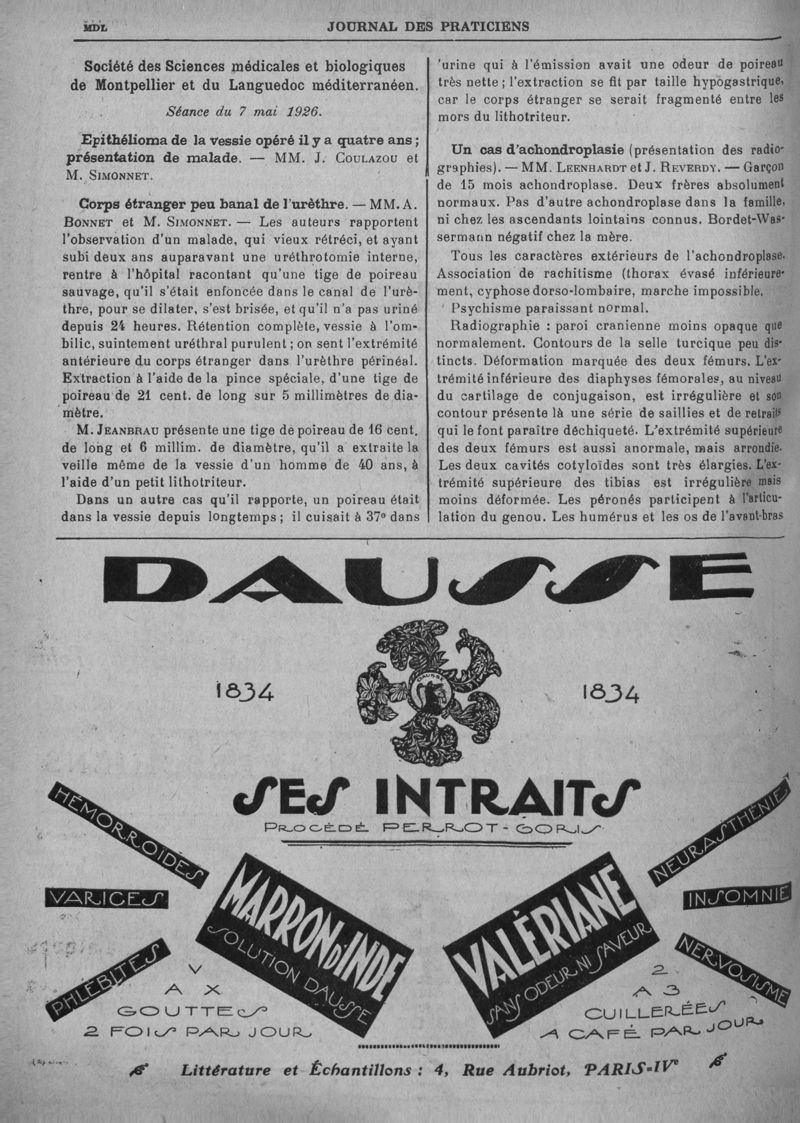 MDL
JOURNAL DES PRATICIENS
Société des Sciences médicales et biologiques
de Montpellier et du Languedoc méditerranéen.
Séance du 7 mai 1926.
Epithélioma de la vessie opéré il y a quatre ans ;
présentation de malade. — MM. J. COULAZOU et
M. SIMONNET.
Corps étranger peu banal de l'urèthre. — MM. A.
BONNET et M. SIMONNET. — Les auteurs rapportent
l'observation d'un malade, qui vieux rétréci, et ayant
subi deux ans auparavant une uréthrotomie interne,
rentre à l'hôpital racontant qu'une tige de poireau
sauvage, qu'il s'était enfoncée dans le canal de l'urè-
thre, pour se dilater, s'est brisée, et qu'il n'a pas uriné
depuis 24 heures. Rétention complète, vessie à l'om-
bilic, suintement uréthral purulent ; on sent l'extrémité
antérieure du corps étranger dans l'urèthre périnéal.
Extraction à l'aide de la pince spéciale, d'une tige de
poireau de 21 cent. de long sur 5 millimètres de dia-
mètre.
M. JEANBRAU présente une tige de poireau de 16 cent.
de long et 6 millim. de diamètre, qu'il a extraite la
veille même de la vessie d'un homme de 40 ans, à
l'aide d'un petit lithotriteur.
Dans un autre cas qu'il rapporte, un poireau était
dans la vessie depuis longtemps ; il cuisait à 37° dans
'urine qui à l'émission avait une odeur de poireau
très nette ; l'extraction se fit par taille hypogastrique,
car le corps étranger se serait fragmenté entre les
mors du lithotriteur.
Un cas d'achondroplasie (présentation des radio-
graphies). — MM. LEENHARDT et J. REVERDY. — Garçon
de 15 mois achondroplase. Deux frères absolument
normaux. Pas d'autre achondroplase dans la famille,
ni chez les ascendants lointains connus. Bordet-Was-
sermann négatif chez la mère.
Tous les caractères extérieurs de l'achondroplase.
Association de rachitisme (thorax évasé inférieure-
ment, cyphose dorso-lombaire, marche impossible.
Psychisme paraissant normal.
Radiographie : paroi cranienne moins opaque que
normalement. Contours de la selle turcique peu dis-
tincts. Déformation marquée des deux fémurs. L'ex-
trémité inférieure des diaphyses fémorales, au niveau
du cartilage de conjugaison, est irrégulière et son
contour présente là une série de saillies et de retraits
qui le font paraître déchiqueté. L'extrémité supérieure
des deux fémurs est aussi anormale, mais arrondie.
Les deux cavités cotyloïdes sont très élargies. L'ex-
trémité supérieure des tibias est irrégulière mais
moins déformée. Les péronés participent à l'articu-
lation du genou. Les humérus et les os de l'avant-bras
DAUSSE
1834
DAUSSE
1834
SES INTRAITS
PROCÉDÉ PERROT-GORIS
HÉMORROIDES
VARICES
PHLÉBITES
MARRON D'INDE
SOLUTION DAUSSE
V
A X
GOUTTES
2 FOIS PAR JOUR
VALÉRIANE
SANS ODEUR NI SAVEUR
NEURASTHÉNIE
INSOMNIE
NERVOSISME
2
A 3
CUILLERÉES
A CAFÉ PAR JOUR
Littérature et Échantillons : 4, Rue Aubriot, PARIS-IVe